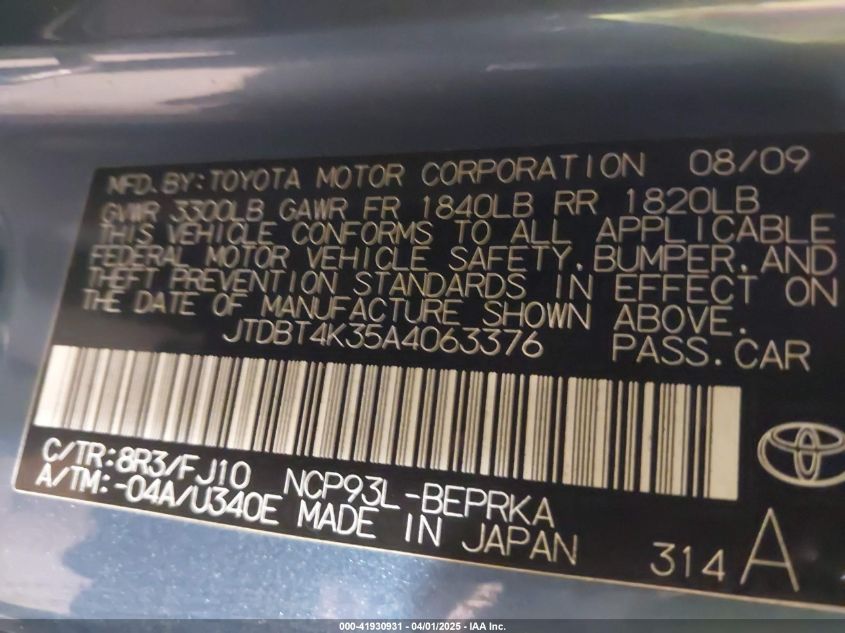 MFD.BY:TOYOTA MOTOR CORPORATION 08/09
GVWR 3300LB GAWR FR 1840LB RR 1820LB
THIS VEHICLE CONFORMS TO ALL APPLICABLE
FEDERAL MOTOR VEHICLE SAFETY, BUMPER, AND
THEFT PREVENTION STANDARDS IN EFFECT ON
THE DATE OF MANUFACTURE SHOWN ABOVE.
JTDBT4K35A4063376 PASS.CAR
C/TR:8R3/FJ10 NCP93L-BEPRKA
A/TM:-04A/U340E MADE IN JAPAN 314 A
000-41930931 - 04/01/2025 - IAA Inc.